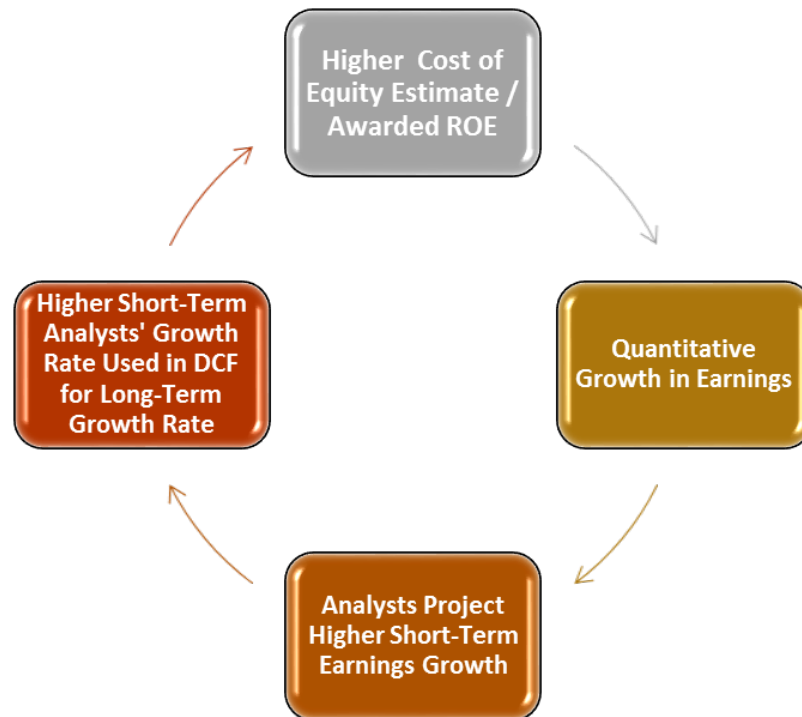 Higher Cost of
Equity Estimate /
Awarded ROE
Quantitative
Growth in Earnings
Analysts Project
Higher Short-Term
Earnings Growth
Higher Short-Term
Analysts' Growth
Rate Used in DCF
for Long-Term
Growth Rate